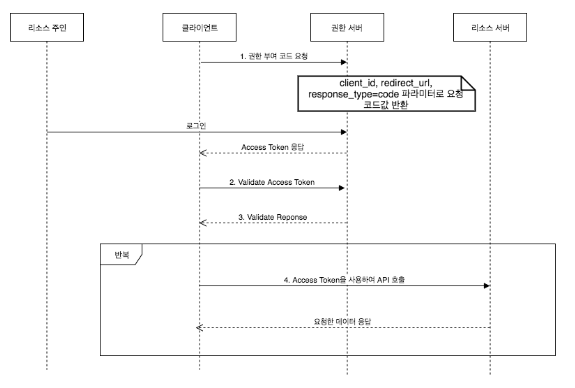 리소스 주인
클라이언트
권한 서버
리소스 서버
1. 권한 부여 코드 요청
client_id, redirect_url,
response_type=code 파라미터로 요청
코드값 반환
로그인
Access Token 응답
2. Validate Access Token
3. Validate Reponse
반복
4. Access Token을 사용하여 API 호출
요청한 데이터 응답